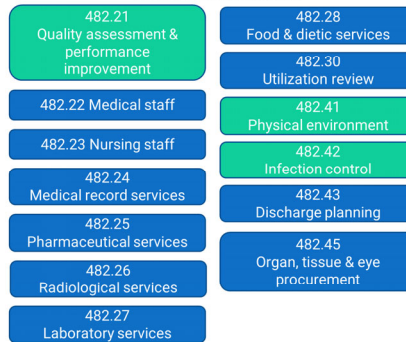 482.21
Quality assessment &
performance
improvement
482.22 Medical staff
482.23 Nursing staff
482.24
Medical record services
482.25
Pharmaceutical services
482.26
Radiological services
482.27
Laboratory services
482.28
Food & dietic services
482.30
Utilization review
482.41
Physical environment
482.42
Infection control
482.43
Discharge planning
482.45
Organ, tissue & eye
procurement